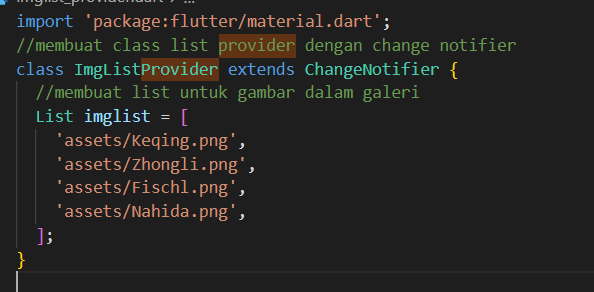 import 'package:flutter/material.dart';
//membuat class list provider dengan change notifier
class ImgListProvider extends ChangeNotifier {
//membuat list untuk gambar dalam galeri
List imglist = [
'assets/Keqing.png',
'assets/Zhongli.png',
'assets/Fischl.png',
'assets/Nahida.png',
];
}